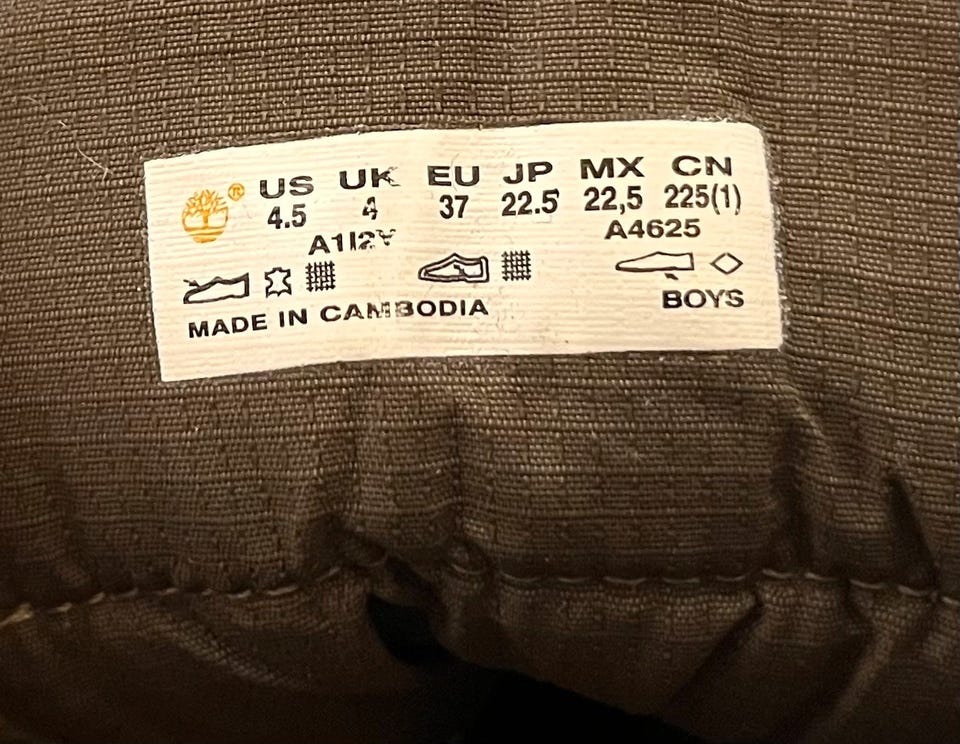 ® US UK EU JP MX CN
4.5 4 37 22.5 22,5 225(1)
A1I2Y A4625
MADE IN CAMBODIA BOYS